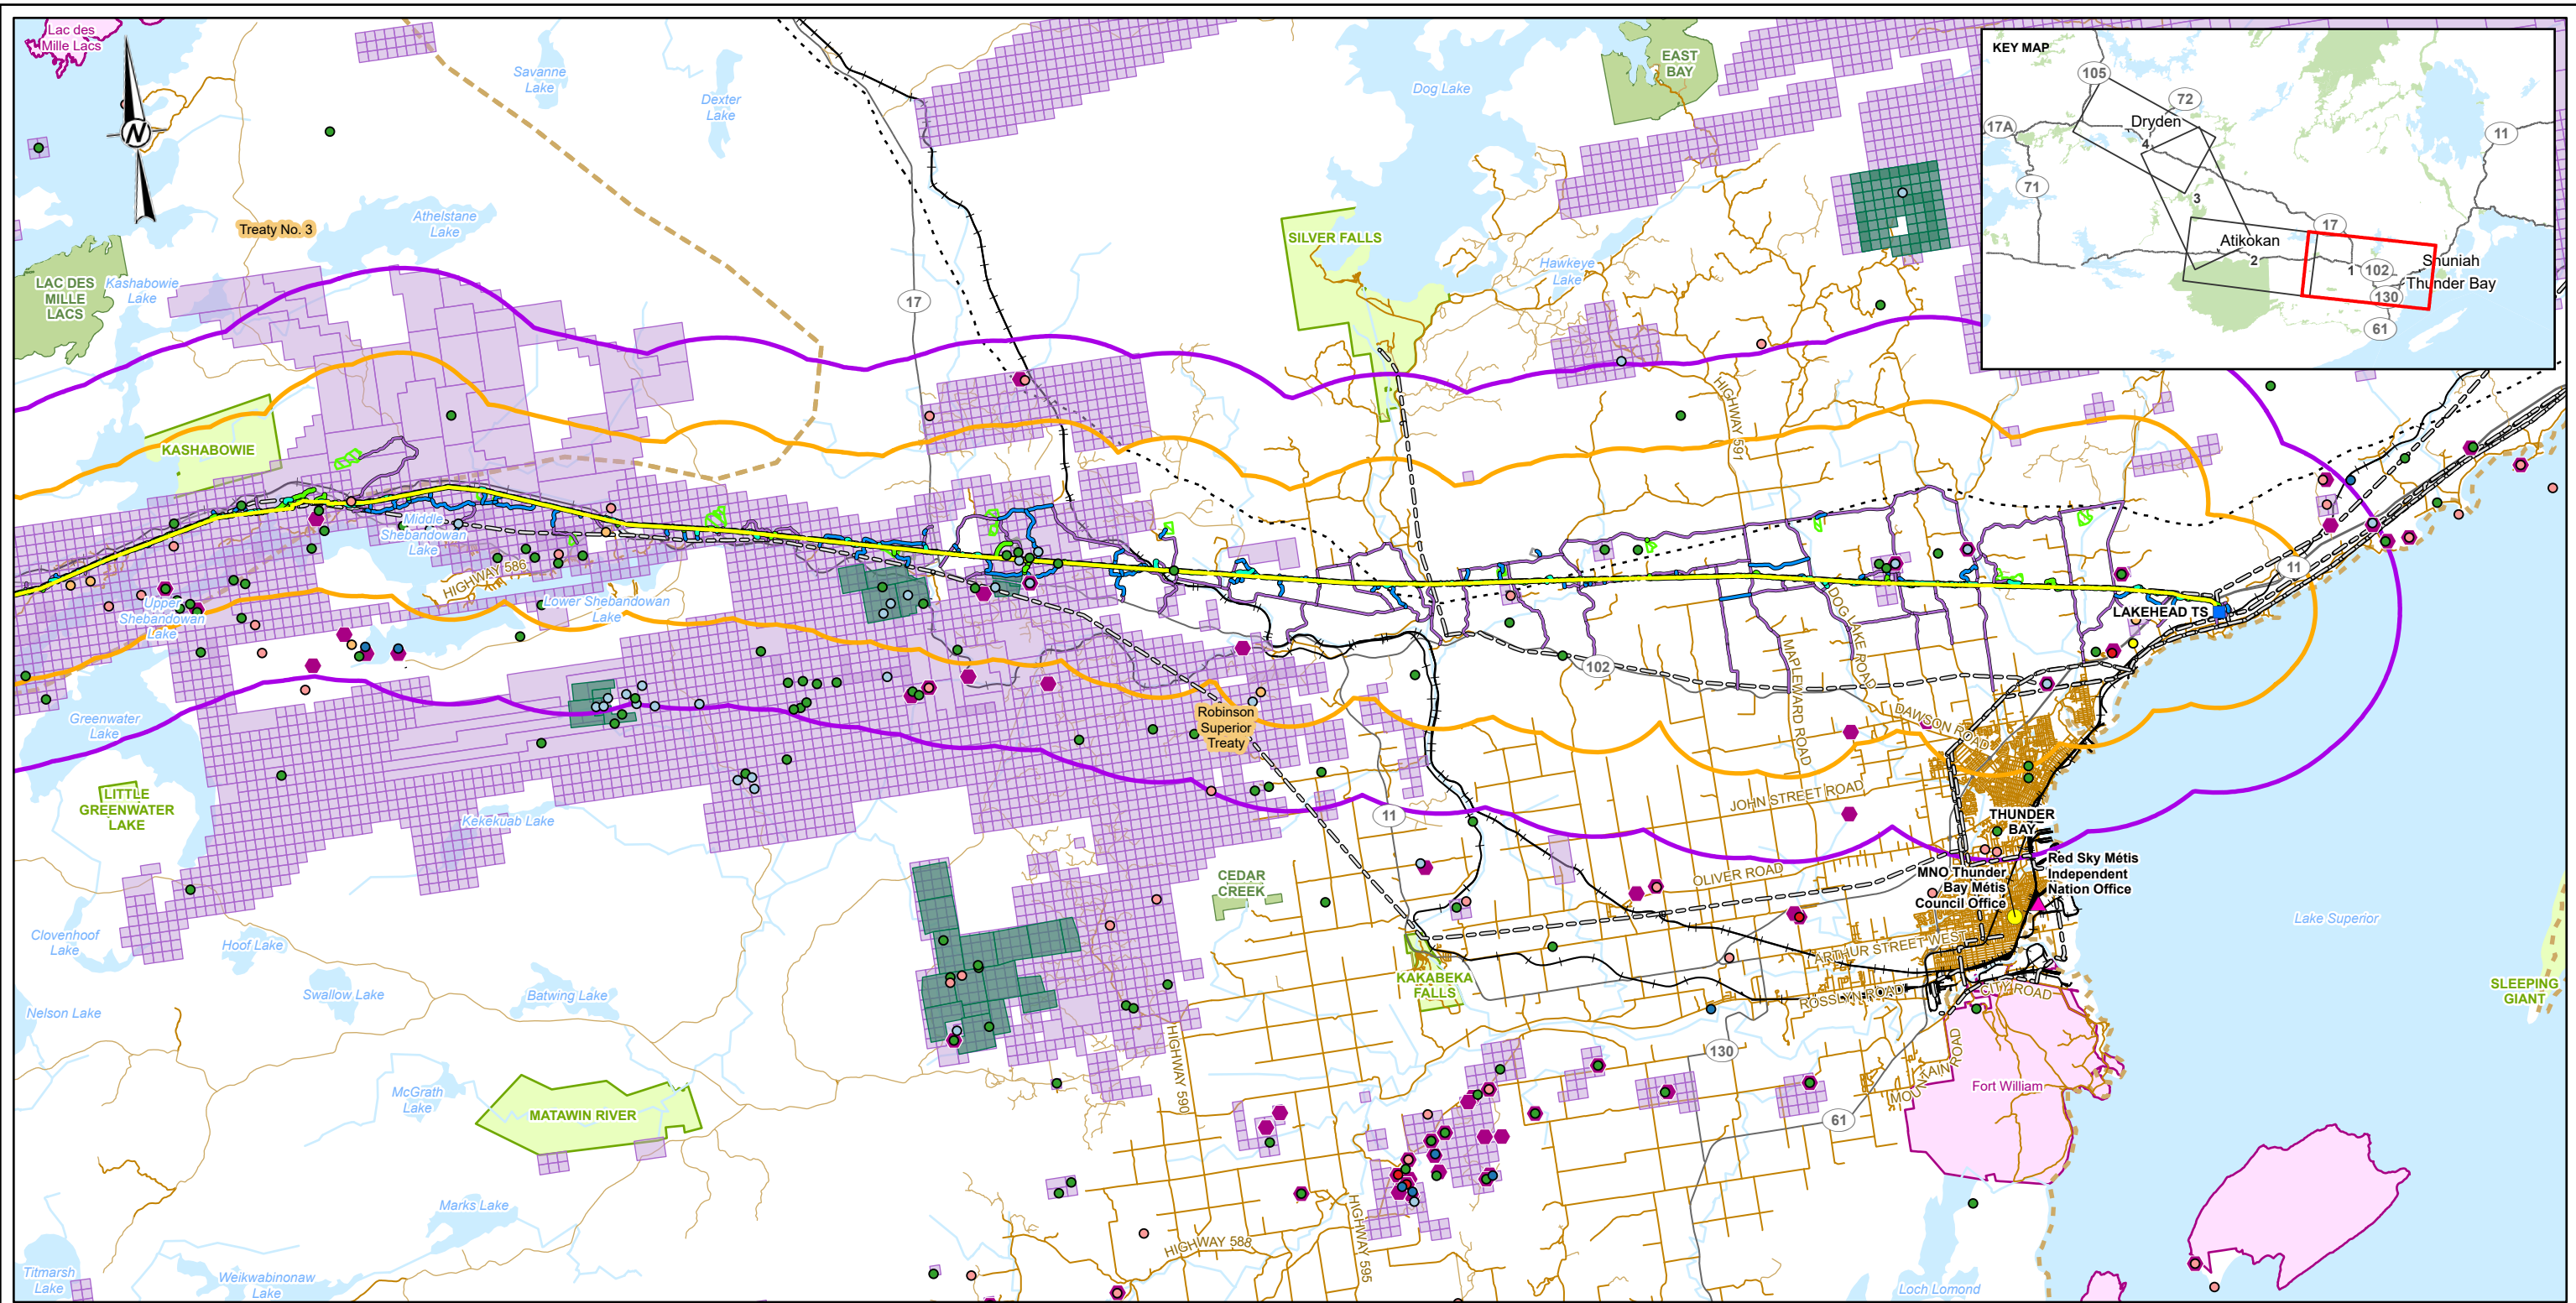 Lac des
Mille Lacs
N
Savanne
Lake
Dexter
Lake
Dog Lake
EAST
BAY
KEY MAP
105
72
17A
Dryden
4
11
71
3
17
Atikokan
2
1
102
Shuniah
Thunder Bay
130
61
Treaty No. 3
Athelstane
Lake
SILVER FALLS
Hawkeye
Lake
LAC DES
MILLE
LACS
Kashabowie
Lake
17
KASHABOWIE
HIGHWAY 591
Middle
Shebandowan
Lake
HIGHWAY 586
Upper
Shebandowan
Lake
Lower Shebandowan
Lake
11
LAKEHEAD TS
DOG LAKE ROAD
102
MAPLEWARD ROAD
Greenwater
Lake
Robinson
Superior
Treaty
DAWSON ROAD
LITTLE
GREENWATER
LAKE
Kekekuab Lake
JOHN STREET ROAD
11
THUNDER
BAY
Red Sky Métis
Independent
Nation Office
MNO Thunder
Bay Métis
Council Office
OLIVER ROAD
CEDAR
CREEK
Lake Superior
Clovenhoof
Lake
Hoof Lake
ARTHUR STREET WEST
KAKABEKA
FALLS
Swallow Lake
Batwing Lake
ROSSLYN ROAD
CITY ROAD
SLEEPING
GIANT
Nelson Lake
HIGHWAY 590
130
MOUNTAIN ROAD
McGrath
Lake
MATAWIN RIVER
Fort William
61
Marks Lake
HIGHWAY 588
HIGHWAY 595
Titmarsh
Lake
Weikwabinonaw
Lake
Loch Lomond